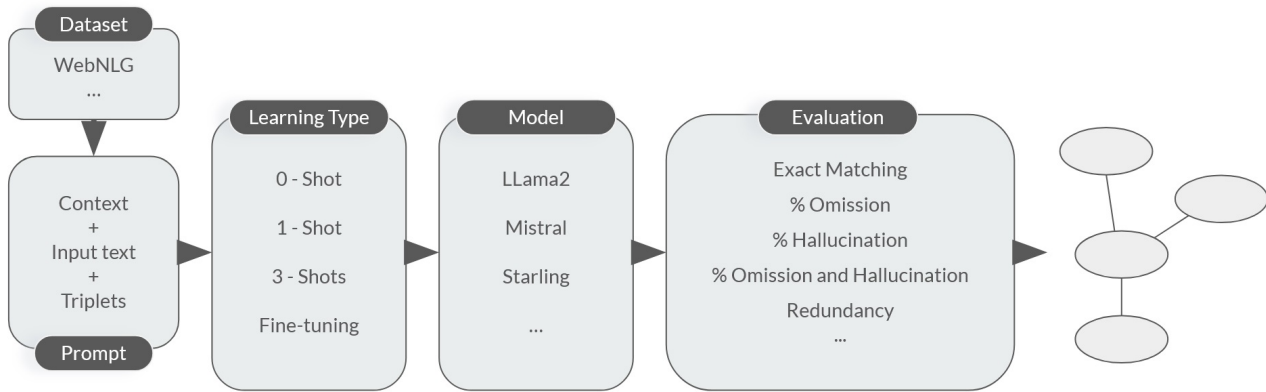 Dataset
WebNLG
...
Context
+
Input text
+
Triplets
Prompt
Learning Type
0 - Shot
1 - Shot
3 - Shots
Fine-tuning
Model
LLama2
Mistral
Starling
...
Evaluation
Exact Matching
% Omission
% Hallucination
% Omission and Hallucination
Redundancy
...